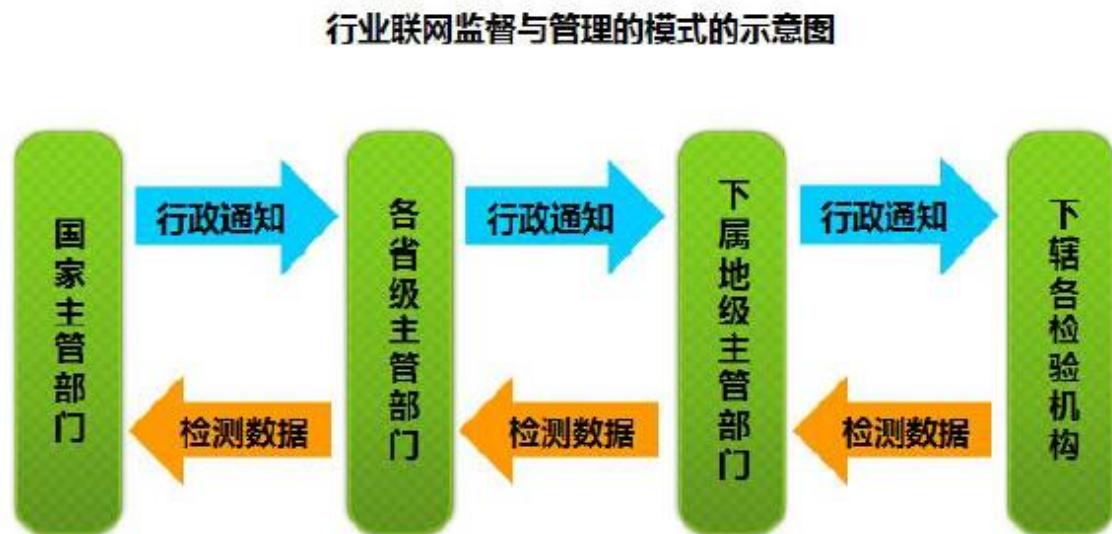 行业联网监督与管理的模式的示意图
国家主管部门
行政通知
检测数据
各省级主管部门
行政通知
检测数据
下属地级主管部门
行政通知
检测数据
下辖各检验机构